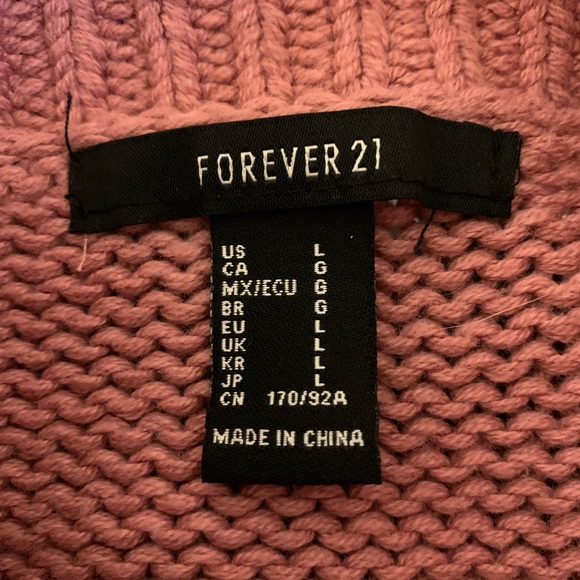 FOREVER 21
US L
CA G
MX/ECU G
BR G
EU L
UK L
KR L
JP L
CN 170/92A
MADE IN CHINA